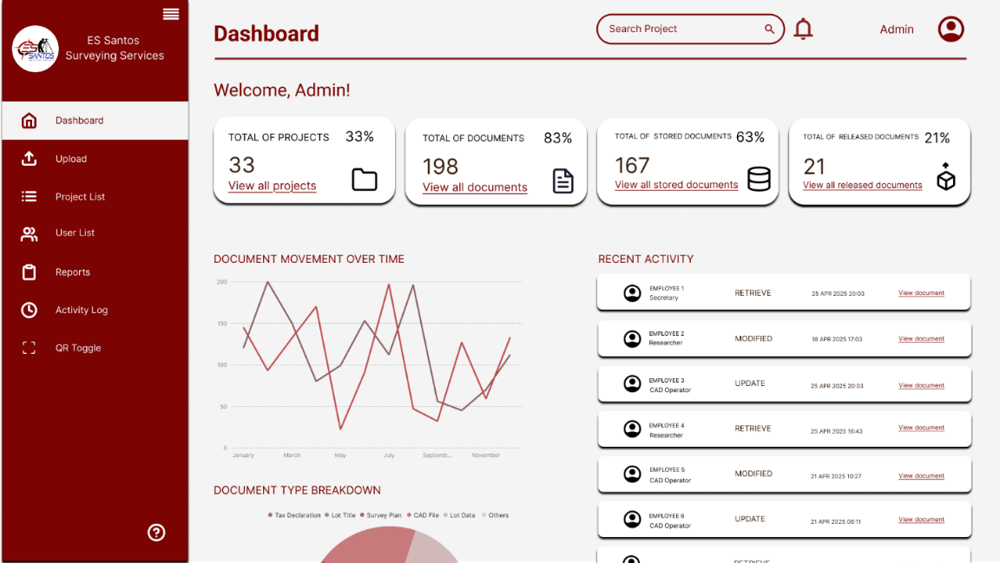 ES Santos
Surveying Services
ES
SANTOS
Dashboard
Upload
Project List
User List
Reports
Activity Log
QR Toggle
Dashboard
Search Project
Admin
Welcome, Admin!
TOTAL OF PROJECTS 33%
33
View all projects
TOTAL OF DOCUMENTS 83%
198
View all documents
TOTAL OF STORED DOCUMENTS 63%
167
View all stored documents
TOTAL OF RELEASED DOCUMENTS 21%
21
View all released documents
DOCUMENT MOVEMENT OVER TIME
200
150
100
50
0
January March May July Septemb... November
DOCUMENT TYPE BREAKDOWN
Tax Declaration Lot Title Survey Plan CAD File Lot Data Others
RECENT ACTIVITY
EMPLOYEE 1
Secretary
RETRIEVE
25 APR 2025 20:03
View document
EMPLOYEE 2
Researcher
MODIFIED
18 APR 2025 17:03
View document
EMPLOYEE 3
CAD Operator
UPDATE
25 APR 2025 20:03
View document
EMPLOYEE 4
Researcher
RETRIEVE
25 APR 2025 16:43
View document
EMPLOYEE 5
CAD Operator
MODIFIED
21 APR 2025 10:27
View document
EMPLOYEE 6
CAD Operator
UPDATE
21 APR 2025 08:11
View document
RETRIEVE